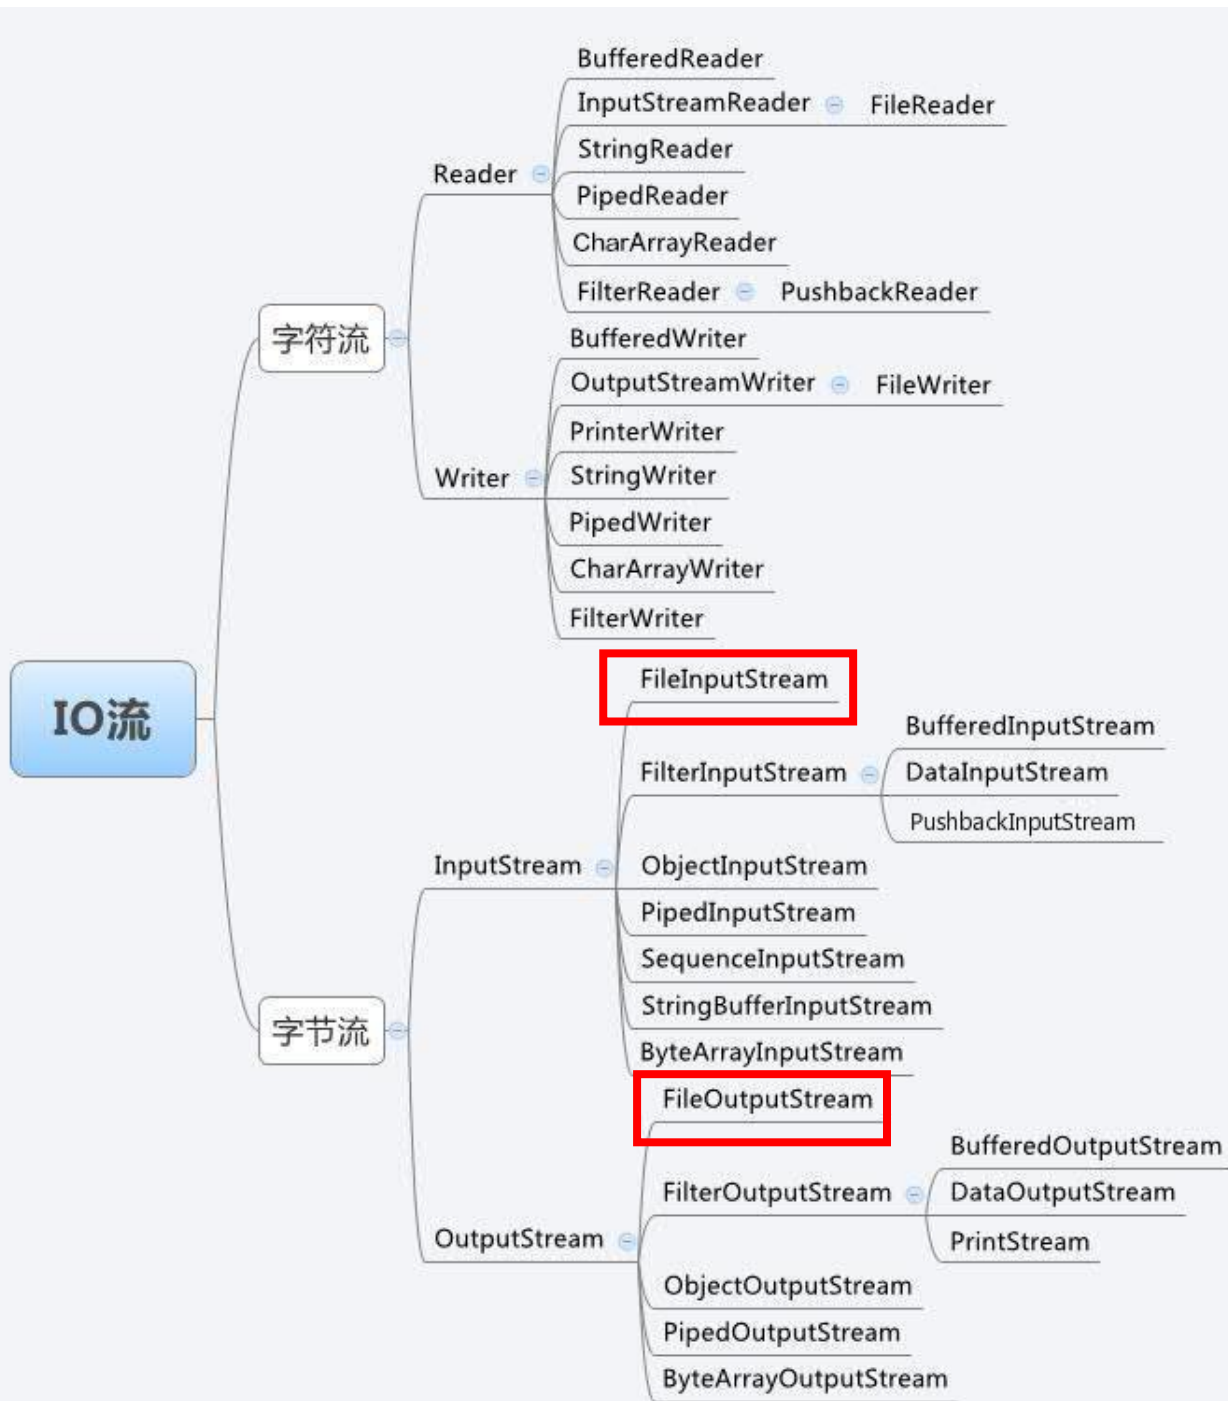 BufferedReader
InputStreamReader FileReader
StringReader
Reader
PipedReader
CharArrayReader
FilterReader PushbackReader
字符流
BufferedWriter
OutputStreamWriter FileWriter
PrinterWriter
Writer
StringWriter
PipedWriter
CharArrayWriter
FilterWriter
IO流
FileInputStream
BufferedInputStream
FilterInputStream DataInputStream
PushbackInputStream
InputStream
ObjectInputStream
PipedInputStream
SequenceInputStream
StringBufferInputStream
字节流
ByteArrayInputStream
FileOutputStream
BufferedOutputStream
FilterOutputStream DataOutputStream
PrintStream
OutputStream
ObjectOutputStream
PipedOutputStream
ByteArrayOutputStream